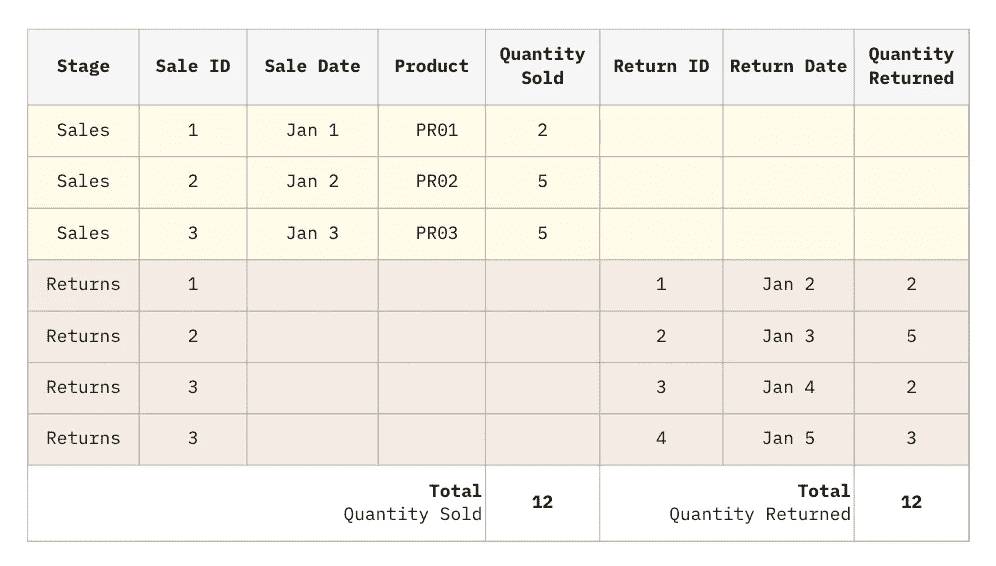 Stage Sale ID Sale Date Product Quantity Sold Return ID Return Date Quantity Returned
Sales 1 Jan 1 PR01 2
Sales 2 Jan 2 PR02 5
Sales 3 Jan 3 PR03 5
Returns 1 1 Jan 2 2
Returns 2 2 Jan 3 5
Returns 3 3 Jan 4 2
Returns 3 4 Jan 5 3
Total Quantity Sold 12 Total Quantity Returned 12